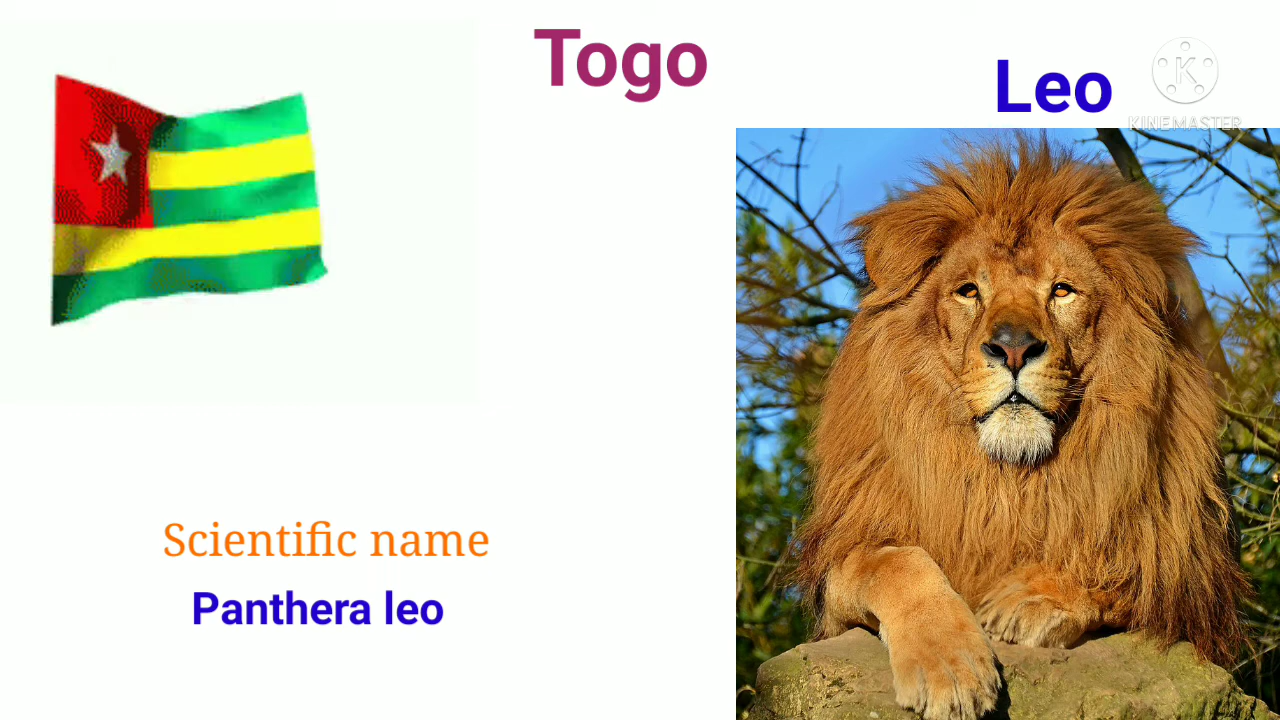 Togo
Leo
KINEMASTER
Scientific name
Panthera leo